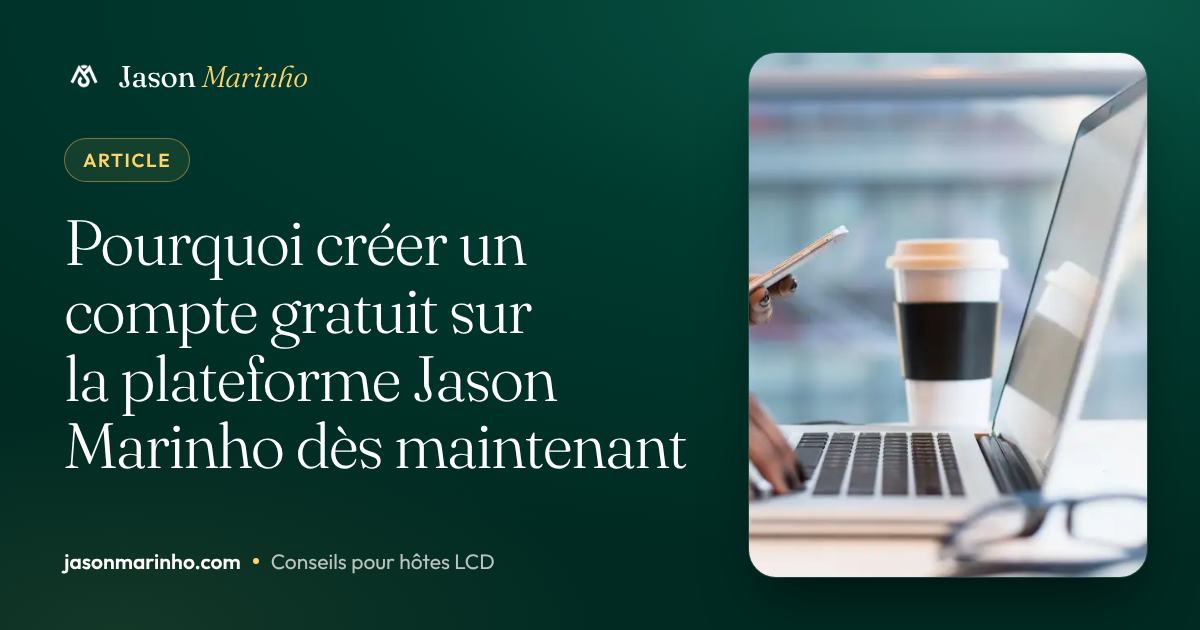 Jason Marinho
ARTICLE
Pourquoi créer un
compte gratuit sur
la plateforme Jason
Marinho dès maintenant
jasonmarinho.com • Conseils pour hôtes LCD